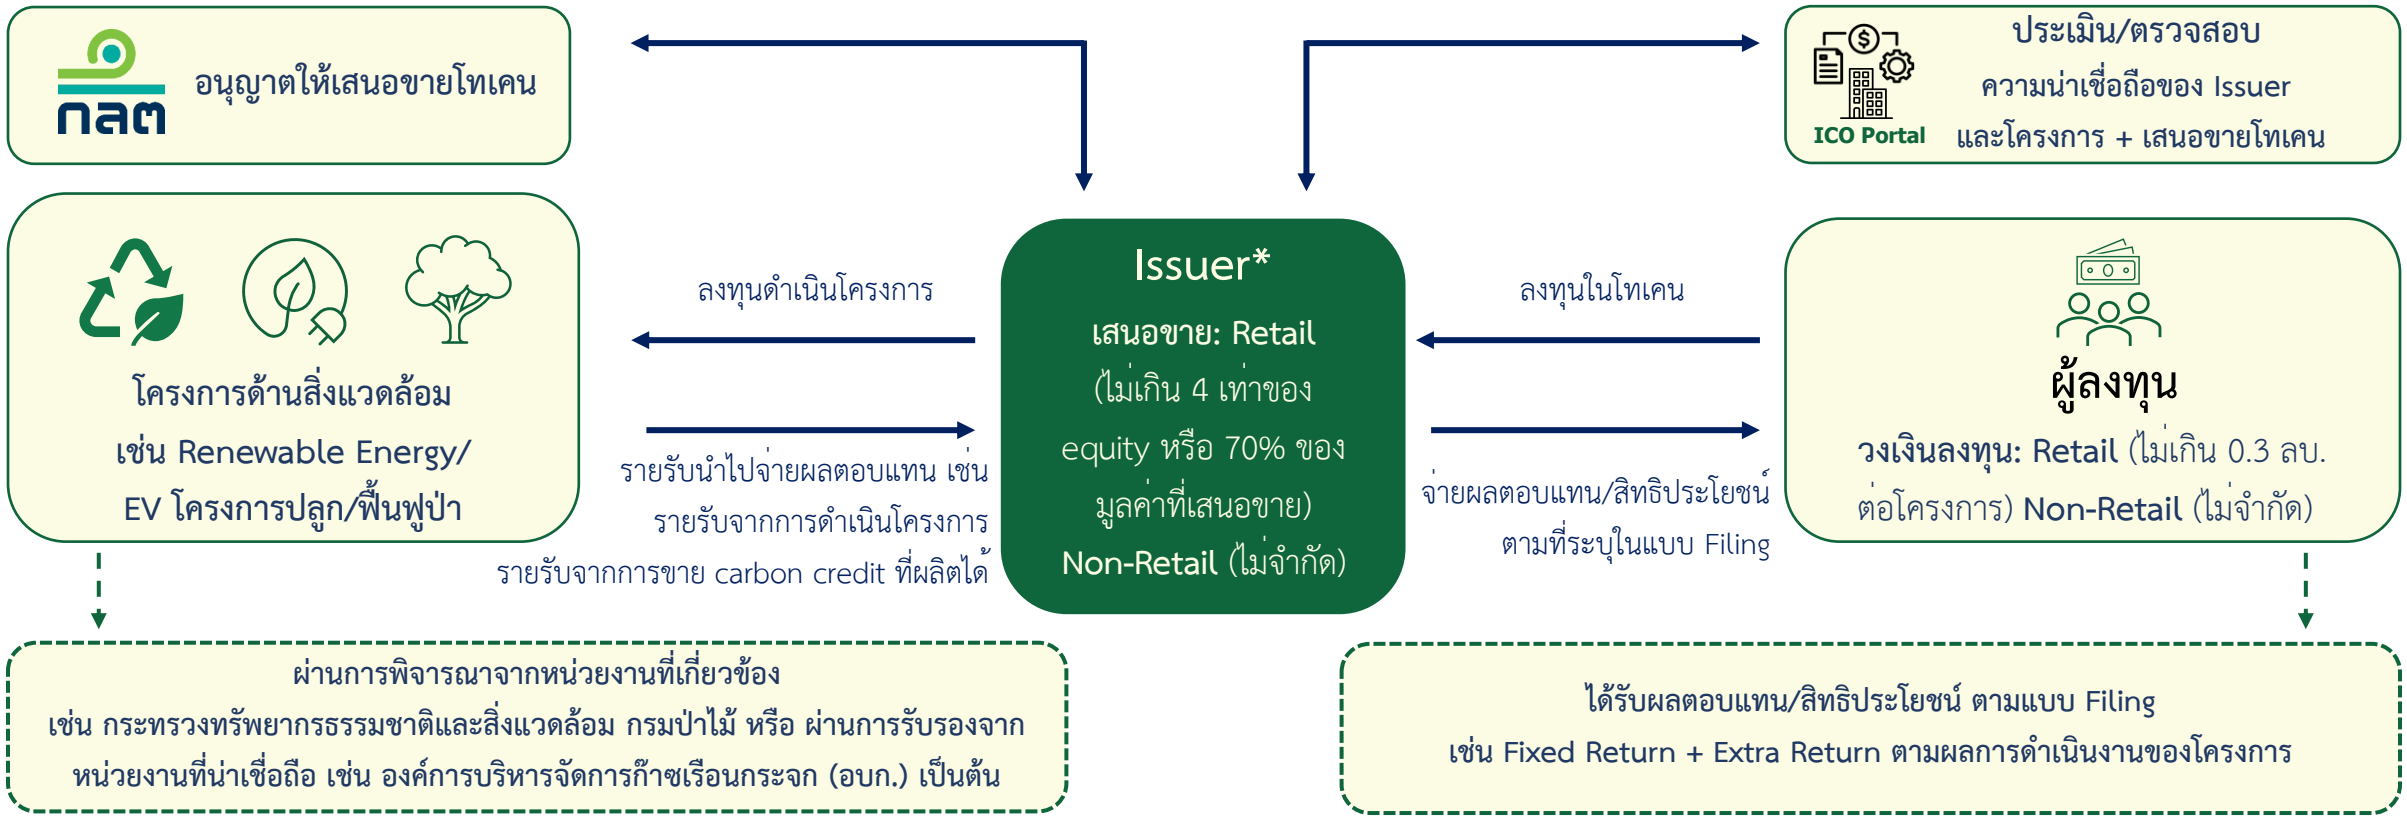 กลต
อนุญาตให้เสนอขายโทเคน
ICO Portal
ประเมิน/ตรวจสอบ
ความน่าเชื่อถือของ Issuer
และโครงการ + เสนอขายโทเคน
โครงการด้านสิ่งแวดล้อม
เช่น Renewable Energy/
EV โครงการปลูก/ฟื้นฟูป่า
ลงทุนดำเนินโครงการ
รายรับนำไปจ่ายผลตอบแทน เช่น
รายรับจากการดำเนินโครงการ
รายรับจากการขาย carbon credit ที่ผลิตได้
Issuer*
เสนอขาย: Retail
(ไม่เกิน 4 เท่าของ
equity หรือ 70% ของ
มูลค่าที่เสนอขาย)
Non-Retail (ไม่จำกัด)
ลงทุนในโทเคน
จ่ายผลตอบแทน/สิทธิประโยชน์
ตามที่ระบุในแบบ Filing
ผู้ลงทุน
วงเงินลงทุน: Retail (ไม่เกิน 0.3 ลบ.
ต่อโครงการ) Non-Retail (ไม่จำกัด)
ผ่านการพิจารณาจากหน่วยงานที่เกี่ยวข้อง
เช่น กระทรวงทรัพยากรธรรมชาติและสิ่งแวดล้อม กรมป่าไม้ หรือ ผ่านการรับรองจาก
หน่วยงานที่น่าเชื่อถือ เช่น องค์การบริหารจัดการก๊าซเรือนกระจก (อบก.) เป็นต้น
ได้รับผลตอบแทน/สิทธิประโยชน์ ตามแบบ Filing
เช่น Fixed Return + Extra Return ตามผลการดำเนินงานของโครงการ